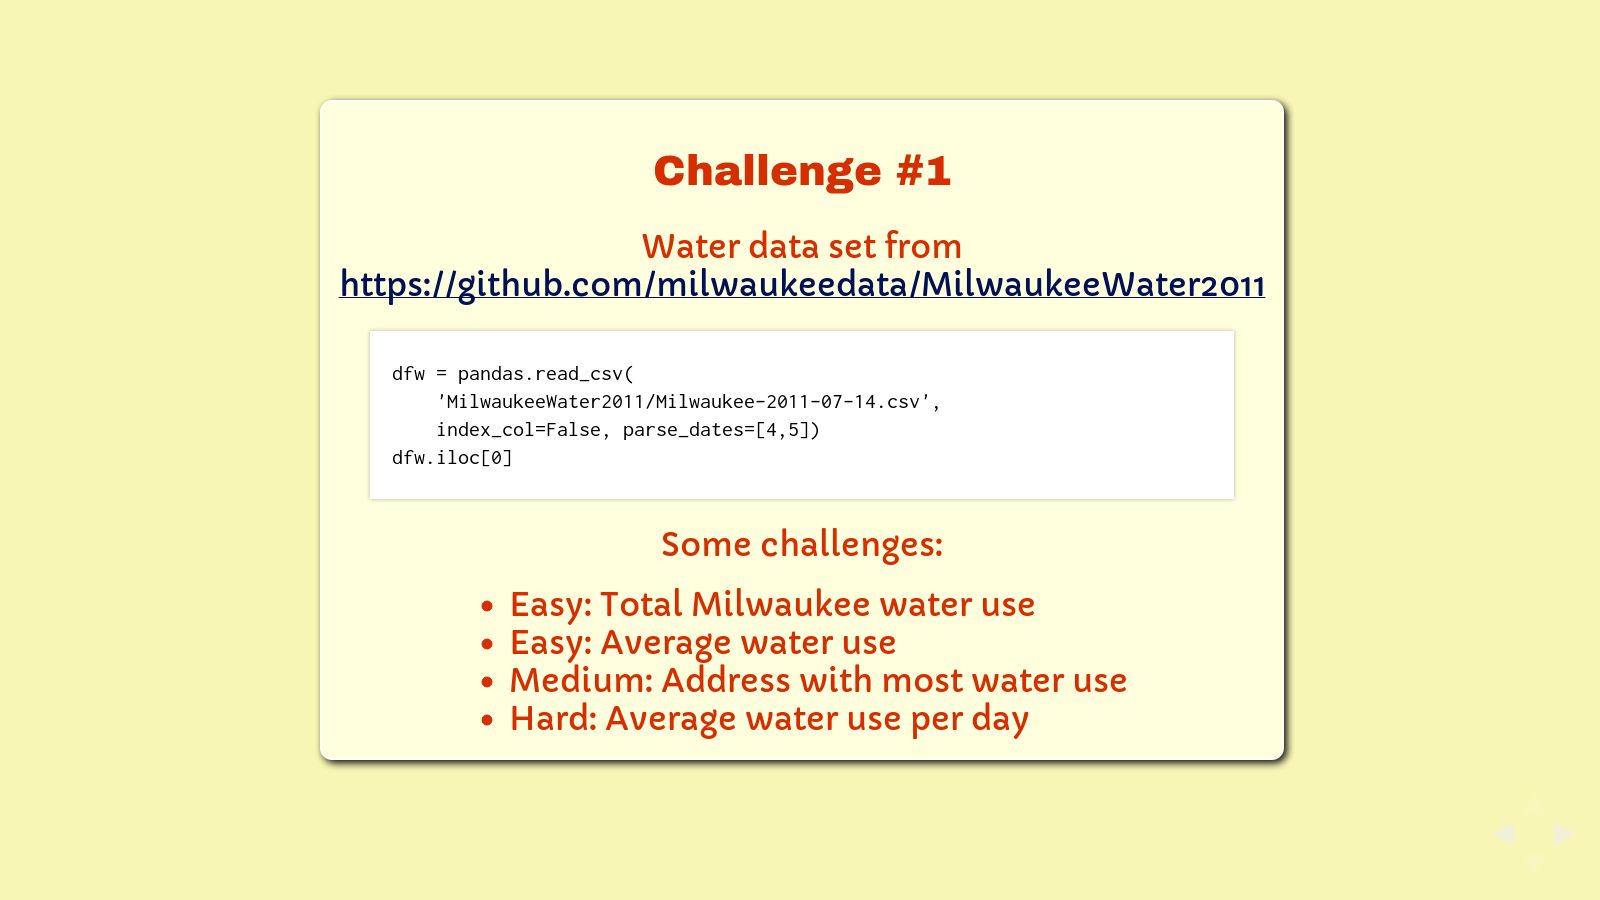 Challenge #1
Water data set from
https://github.com/milwaukeedata/MilwaukeeWater2011
dfw = pandas.read_csv(
    'MilwaukeeWater2011/Milwaukee-2011-07-14.csv',
    index_col=False, parse_dates=[4,5])
dfw.iloc[0]
Some challenges:
• Easy: Total Milwaukee water use
• Easy: Average water use
• Medium: Address with most water use
• Hard: Average water use per day